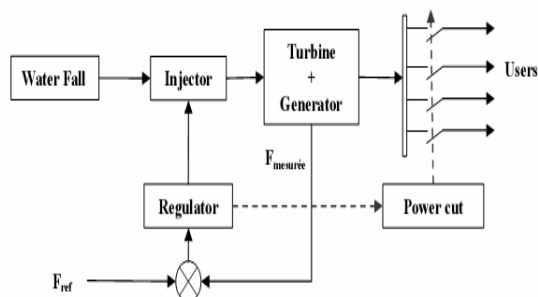 Turbine
+
Generator
Water Fall
Injector
Users
Fmesurée
Regulator
Power cut
Fref